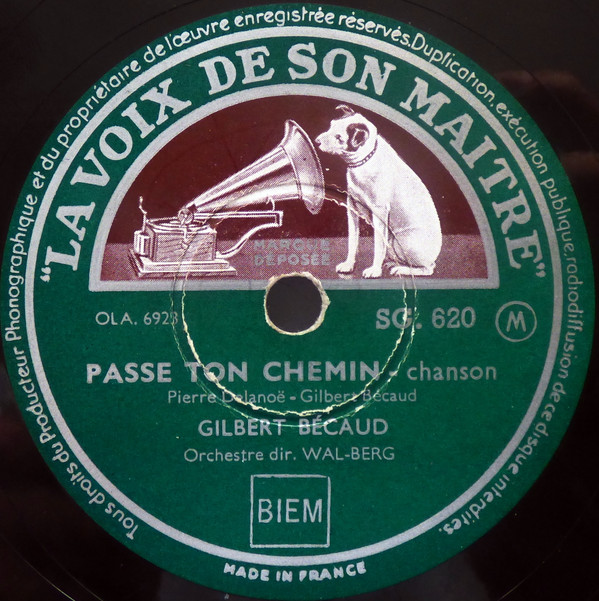 Tous droits du Producteur Phonographique et du propriétaire de l'œuvre enregistrée réservés. Duplication, exécution publique, radiodiffusion de ce disque interdites.
"LA VOIX DE SON MAITRE"
MARQUE
DÉPOSÉE
OLA. 6923
SG. 620
M
PASSE TON CHEMIN, chanson
Pierre Delanoë - Gilbert Bécaud
GILBERT BÉCAUD
Orchestre dir. WAL-BERG
BIEM
MADE IN FRANCE